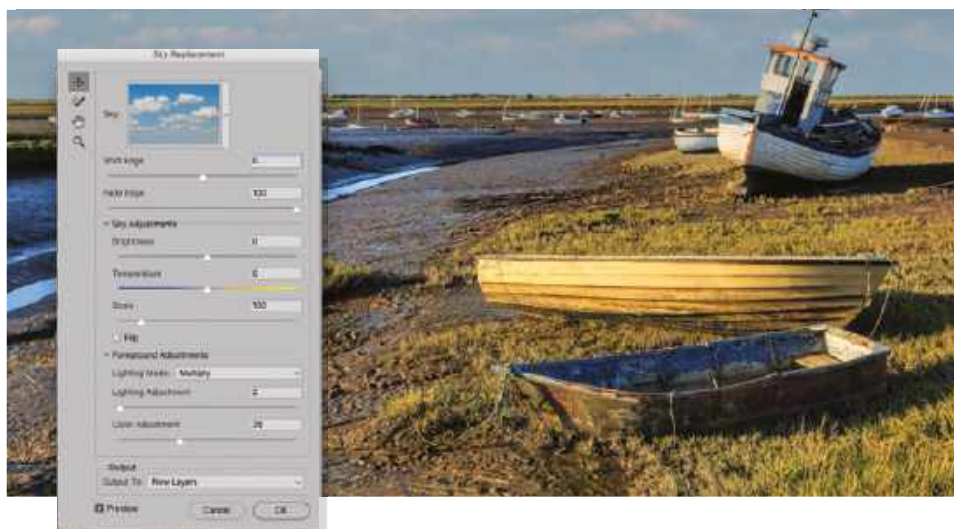 Sky Replacement
Sky:
Shift Edge 0
Fade Edge 100
Sky Adjustments
Brightness 0
Temperature 0
Scale 100
Flip
Foreground Adjustments
Lighting Mode: Multiply
Lighting Adjustment
Color Adjustment
Output
Output To: New Layers
Preview Cancel OK